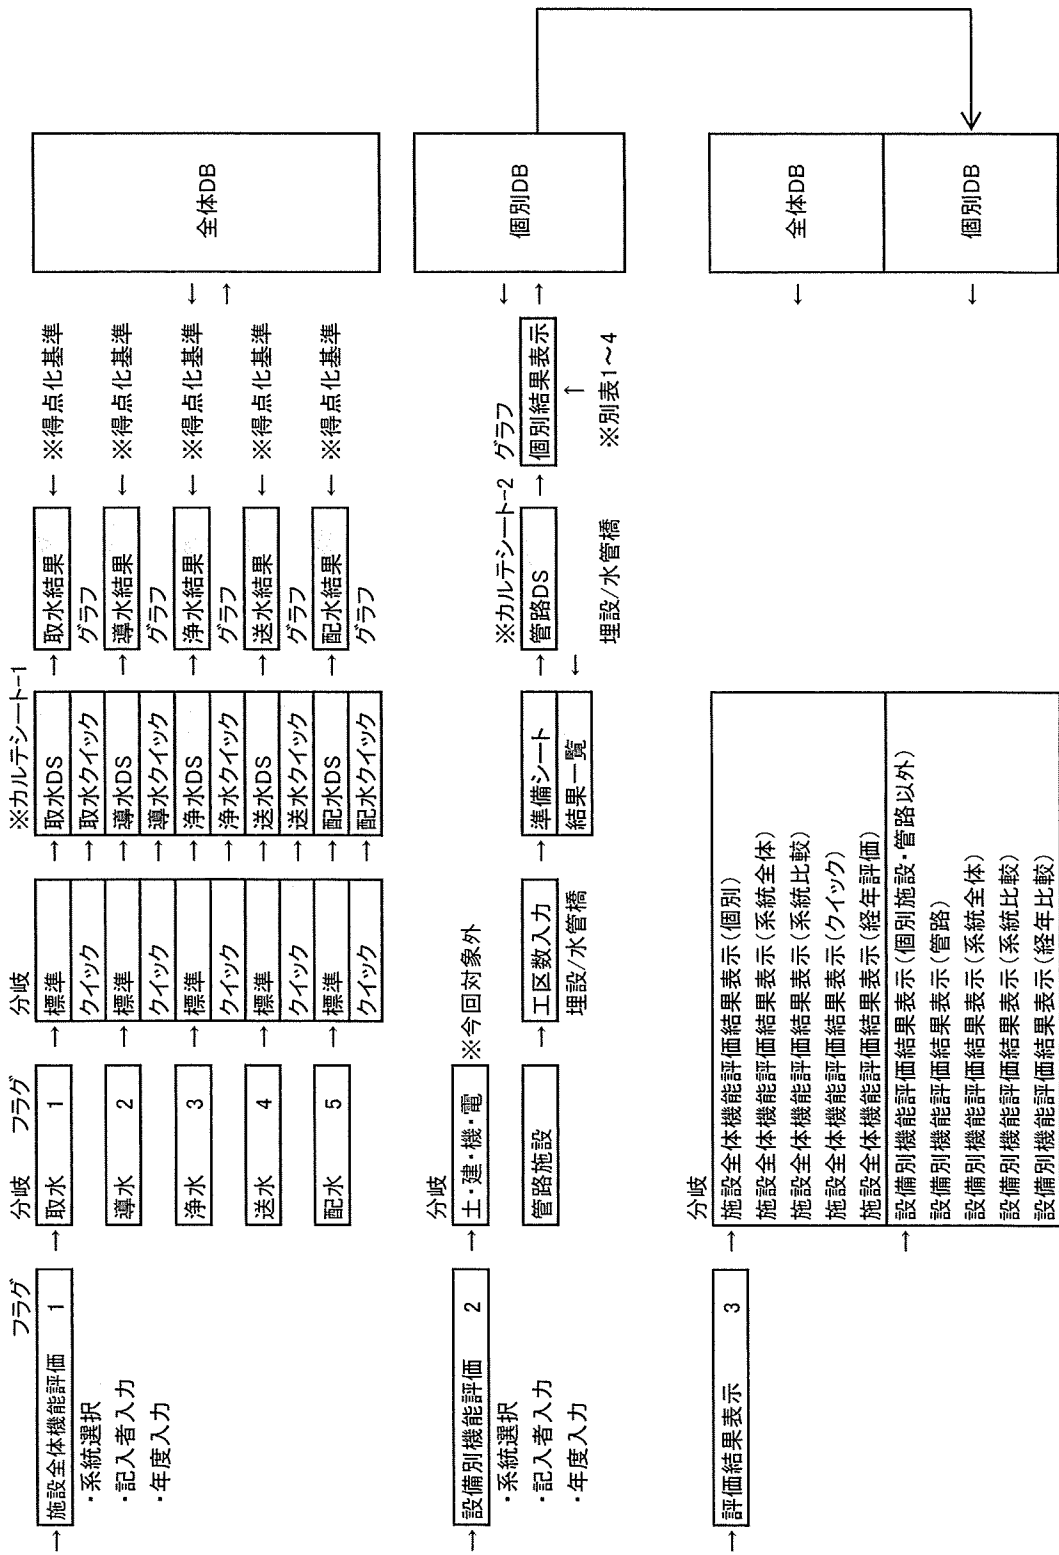 フラグ
→ 施設全体機能評価 1
・系統選択
・記入者入力
・年度入力
分岐 フラグ
→ 取水 1
導水 2
浄水 3
送水 4
配水 5
分岐
→ 標準
クイック
→ 標準
クイック
→ 標準
クイック
→ 標準
クイック
→ 標準
クイック
※カルテシート-1
→ 取水DS
→ 取水クイック
→ 導水DS
→ 導水クイック
→ 浄水DS
→ 浄水クイック
→ 送水DS
→ 送水クイック
→ 配水DS
→ 配水クイック
→ 取水結果 ← ※得点化基準
グラフ
→ 導水結果 ← ※得点化基準
グラフ
→ 浄水結果 ← ※得点化基準 ←
グラフ →
→ 送水結果 ← ※得点化基準
グラフ
→ 配水結果 ← ※得点化基準
グラフ
全体DB
→ 設備別機能評価 2
・系統選択
・記入者入力
・年度入力
分岐
→ 土・建・機・電 ※今回対象外
管路施設
→ 工区数入力
埋設/水管橋
→ 準備シート
結果一覧 ←
※カルテシート-2 グラフ
→ 管路DS → 個別結果表示 ← →
↑
埋設/水管橋 ※別表1~4
個別DB
→ 評価結果表示 3
分岐
→ 施設全体機能評価結果表示(個別)
施設全体機能評価結果表示(系統全体)
施設全体機能評価結果表示(系統比較)
施設全体機能評価結果表示(クイック)
施設全体機能評価結果表示(経年評価)
→ 設備別機能評価結果表示(個別施設・管路以外)
設備別機能評価結果表示(管路)
設備別機能評価結果表示(系統全体)
設備別機能評価結果表示(系統比較)
設備別機能評価結果表示(経年比較)
← 全体DB
← 個別DB